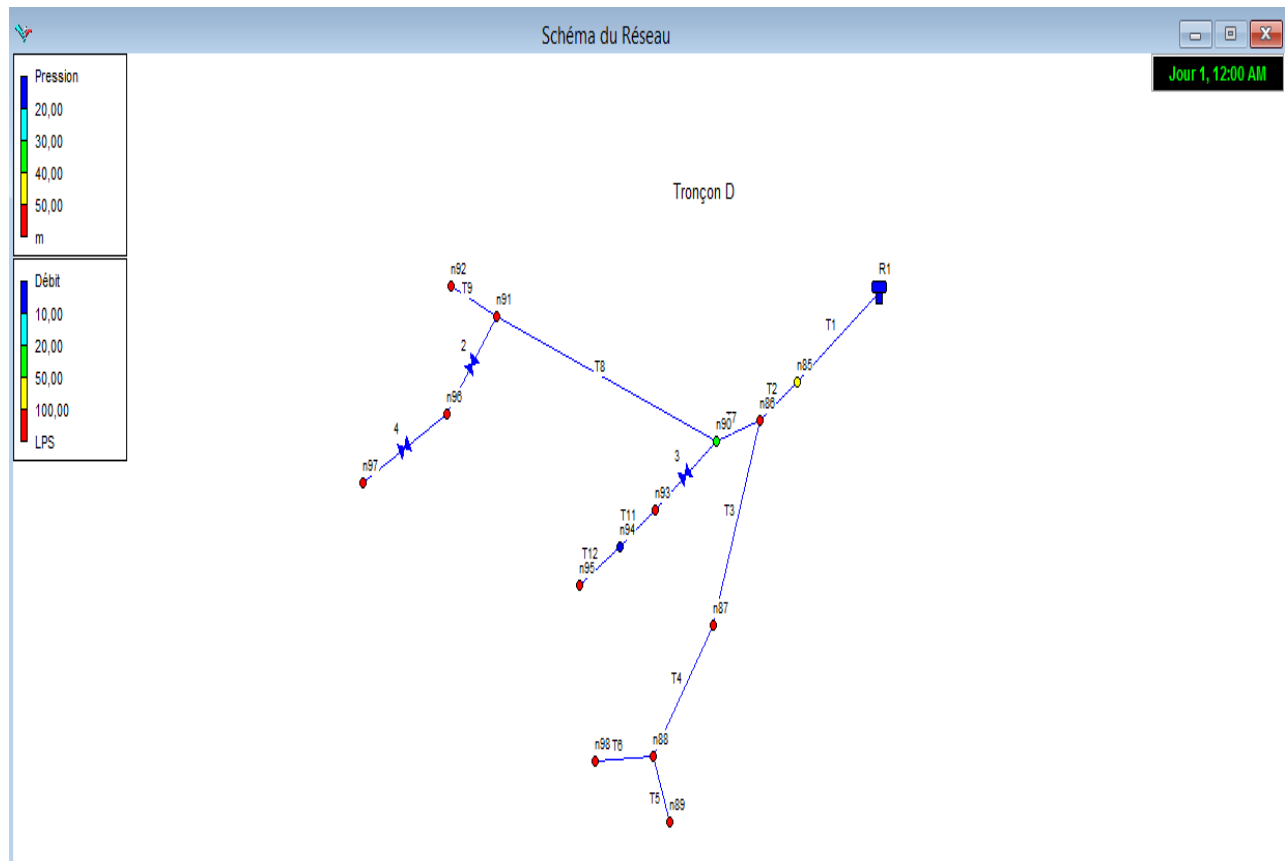 Schéma du Réseau
Jour 1, 12:00 AM
Pression
20,00
30,00
40,00
50,00
m
Débit
10,00
20,00
50,00
100,00
LPS
Tronçon D
n92
T9
n91
R1
T1
2
T8
n85
T2
n86
T7
n90
n96
4
3
n97
n93
T11
n94
T3
T12
n95
n87
T4
n98
T6
n88
T5
n89